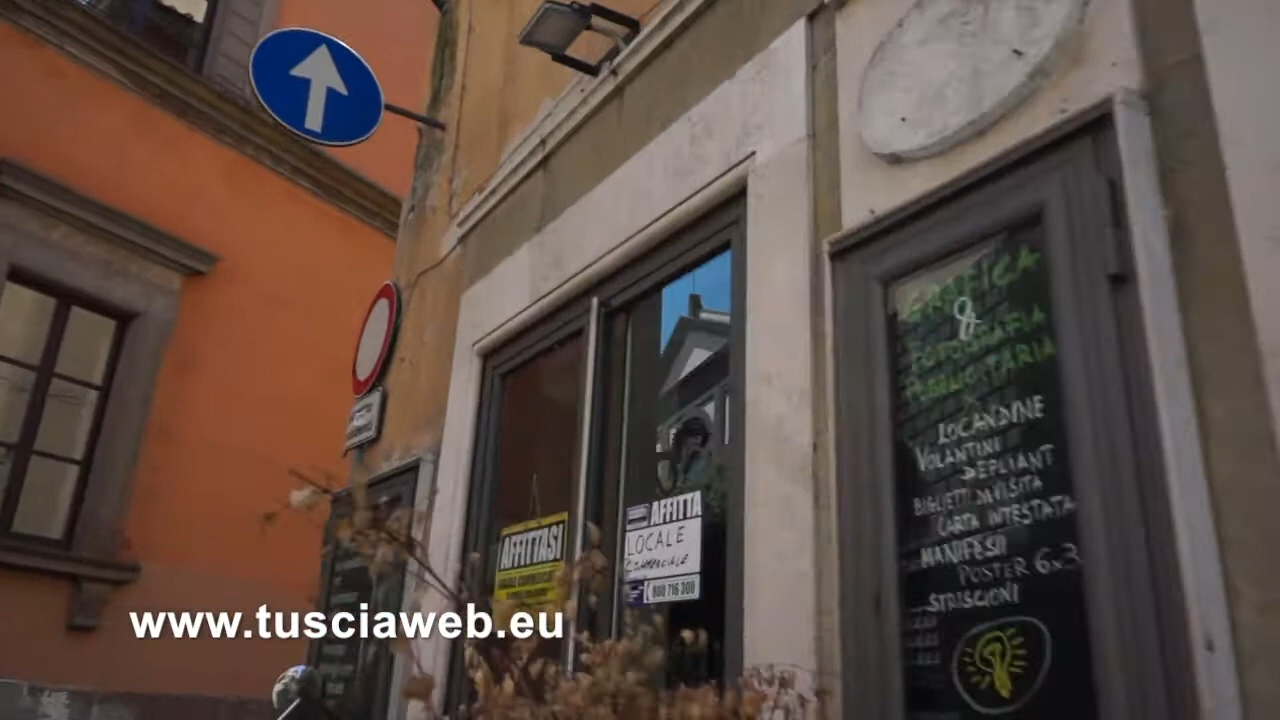 GRAFICA
&
FOTOGRAFIA
PUBBLICITARIA
LOCANDINE
VOLANTINI
DEPLIANT
BIGLIETTI DA VISITA
CARTA INTESTATA
MANIFESTI
POSTER 6x3
STRISCIONI
AFFITTASI
AFFITTA
LOCALE
COMMERCIALE
800 716 300
www.tusciaweb.eu